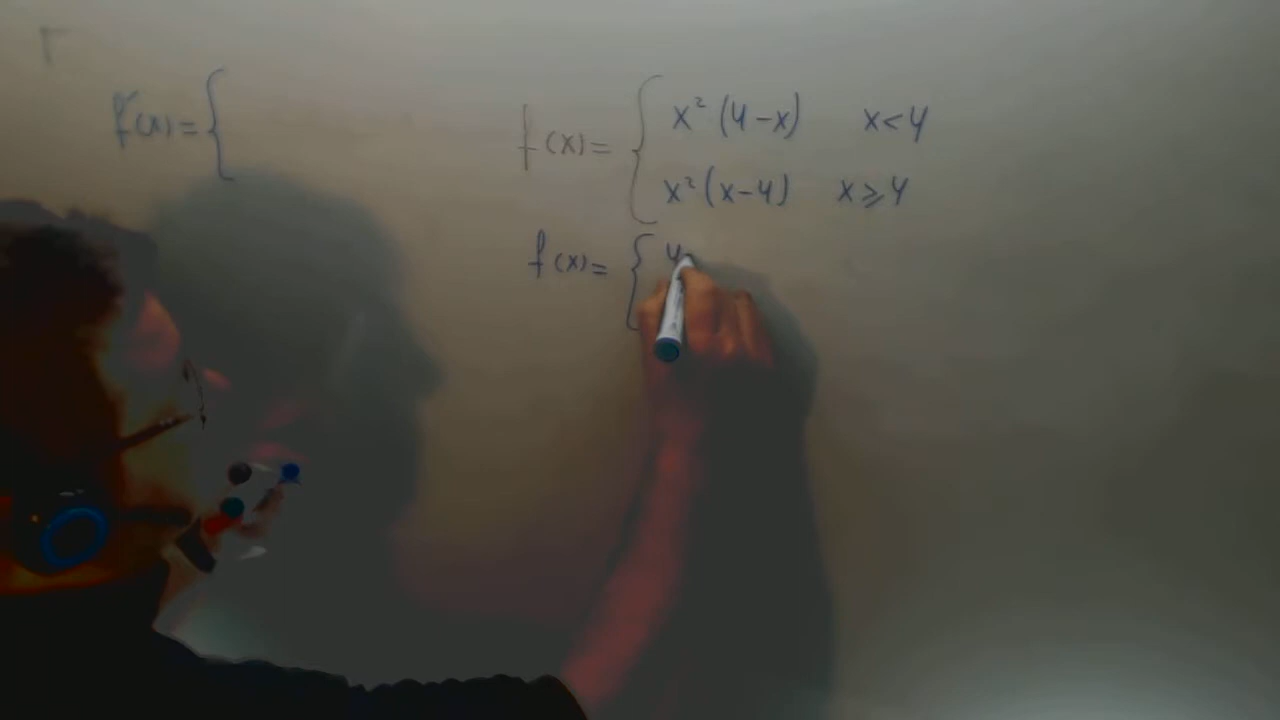 f'(x)= {
f(x)= { x² (4-x) x<4
x² (x-4) x⩾4
f(x)= { 4